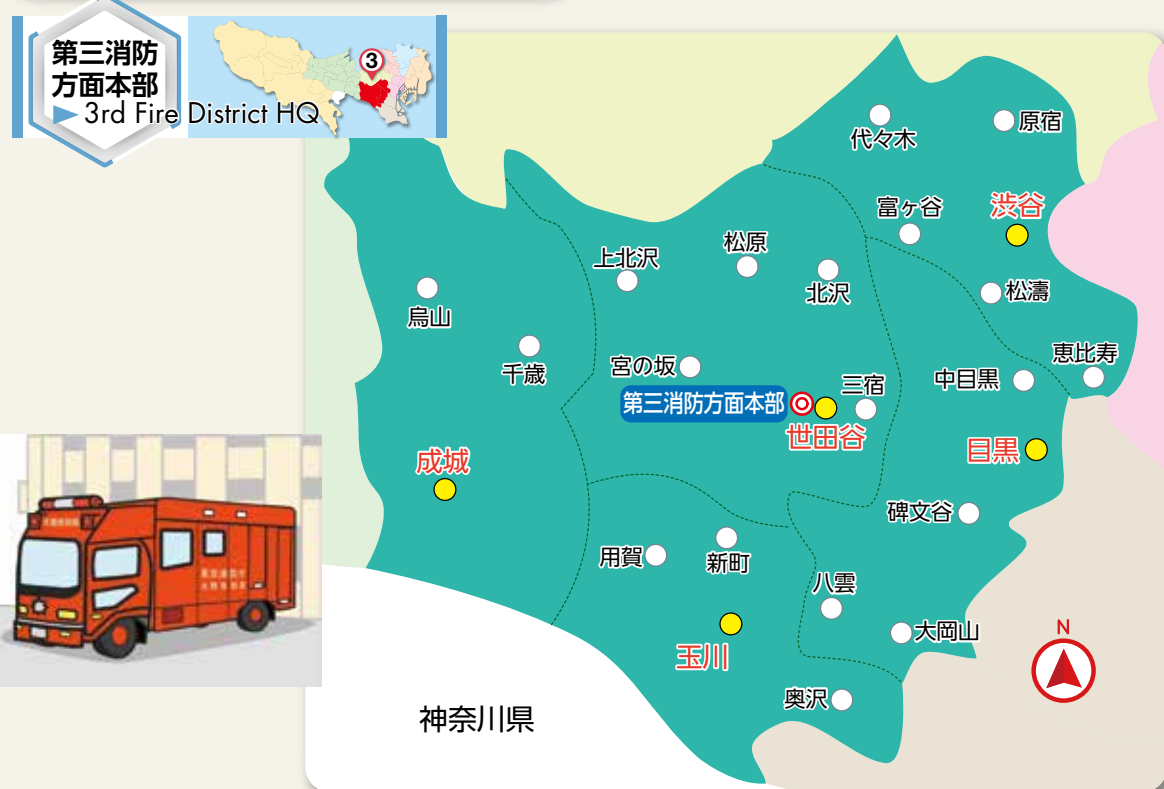 第三消防
方面本部
3rd Fire District HQ
3
代々木
原宿
富ヶ谷
渋谷
松原
上北沢
北沢
松濤
烏山
千歳
宮の坂
恵比寿
中目黒
三宿
第三消防方面本部
世田谷
目黒
成城
碑文谷
用賀
新町
八雲
大岡山
玉川
奥沢
神奈川県
N